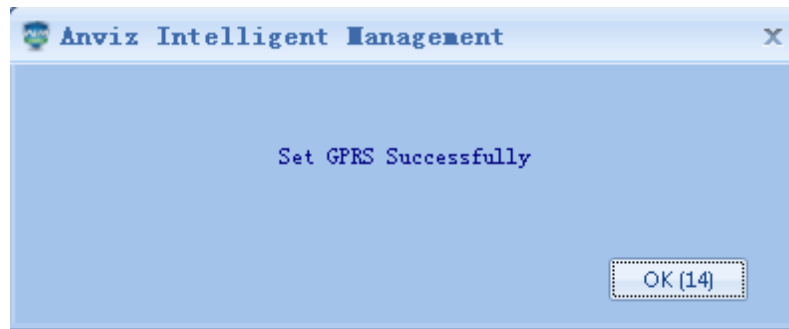 Anviz Intelligent Management
X
Set GPRS Successfully
OK (14)